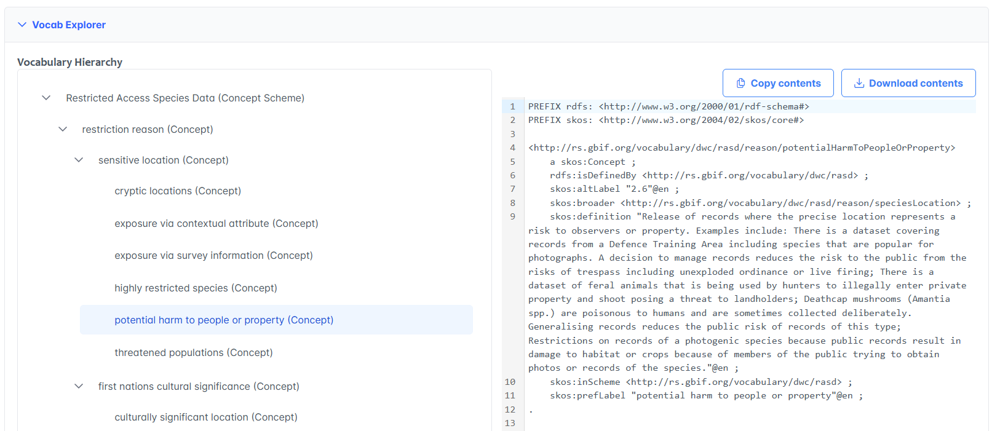 Vocab Explorer
Vocabulary Hierarchy
Restricted Access Species Data (Concept Scheme)
restriction reason (Concept)
sensitive location (Concept)
cryptic locations (Concept)
exposure via contextual attribute (Concept)
exposure via survey information (Concept)
highly restricted species (Concept)
potential harm to people or property (Concept)
threatened populations (Concept)
first nations cultural significance (Concept)
culturally significant location (Concept)
Copy contents
Download contents
1 PREFIX rdfs: <http://www.w3.org/2000/01/rdf-schema#>
2 PREFIX skos: <http://www.w3.org/2004/02/skos/core#>
3
4 <http://rs.gbif.org/vocabulary/dwc/rasd/reason/potentialHarmToPeopleOrProperty>
5 a skos:Concept ;
6 rdfs:isDefinedBy <http://rs.gbif.org/vocabulary/dwc/rasd> ;
7 skos:altLabel "2.6"@en ;
8 skos:broader <http://rs.gbif.org/vocabulary/dwc/rasd/reason/speciesLocation> ;
9 skos:definition "Release of records where the precise location represents a
risk to observers or property. Examples include: There is a dataset covering
records from a Defence Training Area including species that are popular for
photographs. A decision to manage records reduces the risk to the public from the
risks of trespass including unexploded ordinance or live firing; There is a
dataset of feral animals that is being used by hunters to illegally enter private
property and shoot posing a threat to landholders; Deathcap mushrooms (Amantia
spp.) are poisonous to humans and are sometimes collected deliberately.
Generalising records reduces the public risk of records of this type;
Restrictions on records of a photogenic species because public records result in
damage to habitat or crops because of members of the public trying to obtain
photos or records of the species."@en ;
10 skos:inScheme <http://rs.gbif.org/vocabulary/dwc/rasd> ;
11 skos:prefLabel "potential harm to people or property"@en ;
12 .
13